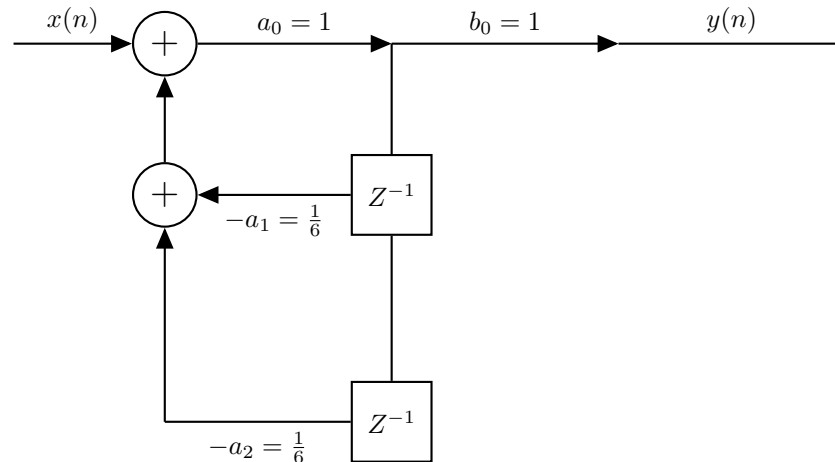 x(n) a₀ = 1 b₀ = 1 y(n)
+
+ Z⁻¹
−a₁ = 1/6
Z⁻¹
−a₂ = 1/6